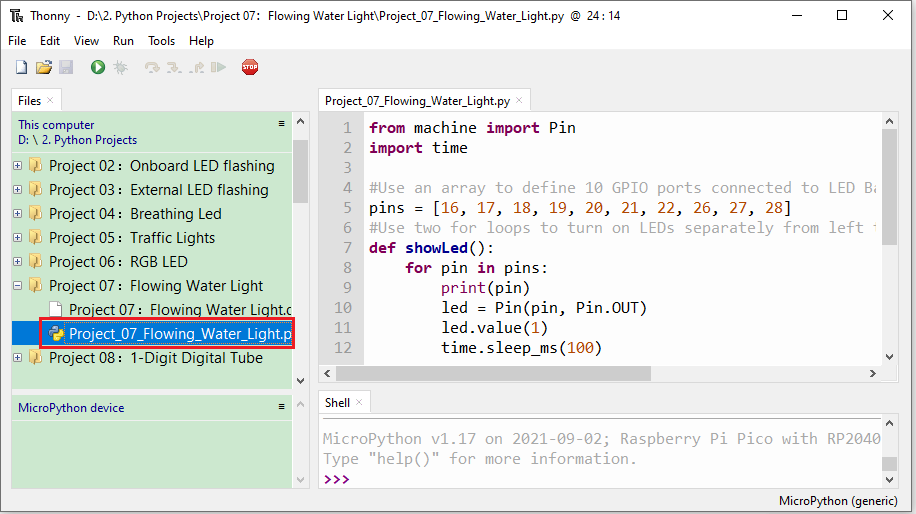 Thonny - D:\2. Python Projects\Project 07：Flowing Water Light\Project_07_Flowing_Water_Light.py @ 24 : 14
File Edit View Run Tools Help
STOP
Files
This computer
D: \ 2. Python Projects
Project 02：Onboard LED flashing
Project 03：External LED flashing
Project 04：Breathing Led
Project 05：Traffic Lights
Project 06：RGB LED
Project 07：Flowing Water Light
Project 07：Flowing Water Light.c
Project_07_Flowing_Water_Light.p
Project 08：1-Digit Digital Tube
MicroPython device
Project_07_Flowing_Water_Light.py
1 from machine import Pin
2 import time
3
4 #Use an array to define 10 GPIO ports connected to LED Ba
5 pins = [16, 17, 18, 19, 20, 21, 22, 26, 27, 28]
6 #Use two for loops to turn on LEDs separately from left t
7 def showLed():
8 for pin in pins:
9 print(pin)
10 led = Pin(pin, Pin.OUT)
11 led.value(1)
12 time.sleep_ms(100)
Shell
MicroPython v1.17 on 2021-09-02; Raspberry Pi Pico with RP2040
Type "help()" for more information.
>>>
MicroPython (generic)